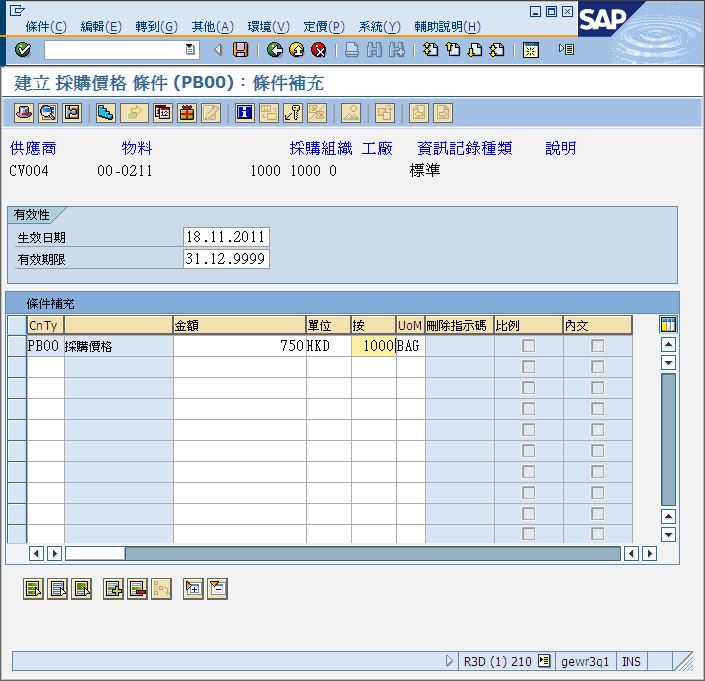 條件(C) 編輯(E) 轉到(G) 其他(A) 環境(V) 定價(P) 系統(Y) 輔助說明(H)
SAP
建立 採購價格 條件 (PB00) : 條件補充
供應商 物料 採購組織 工廠 資訊記錄種類 說明
CV004 00-0211 1000 1000 0 標準
有效性
生效日期 18.11.2011
有效期限 31.12.9999
條件補充
CnTy 金額 單位 按 UoM 刪除指示碼 比例 內文
PB00 採購價格 750 HKD 1000 BAG
R3D (1) 210 gewr3q1 INS